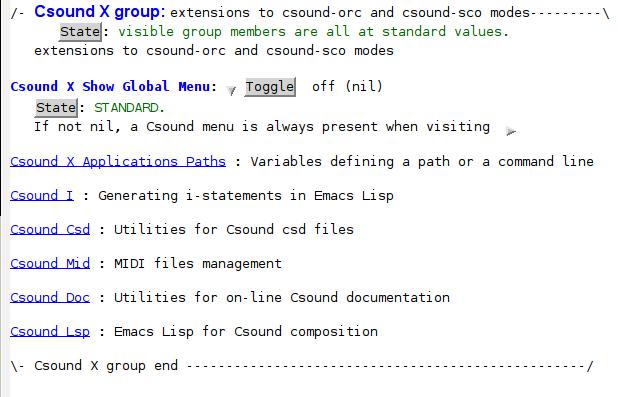 /- Csound X group: extensions to csound-orc and csound-sco modes---------\
State: visible group members are all at standard values.
extensions to csound-orc and csound-sco modes
Csound X Show Global Menu: Toggle off (nil)
State: STANDARD.
If not nil, a Csound menu is always present when visiting
Csound X Applications Paths : Variables defining a path or a command line
Csound I : Generating i-statements in Emacs Lisp
Csound Csd : Utilities for Csound csd files
Csound Mid : MIDI files management
Csound Doc : Utilities for on-line Csound documentation
Csound Lsp : Emacs Lisp for Csound composition
\- Csound X group end --------------------------------------------------/